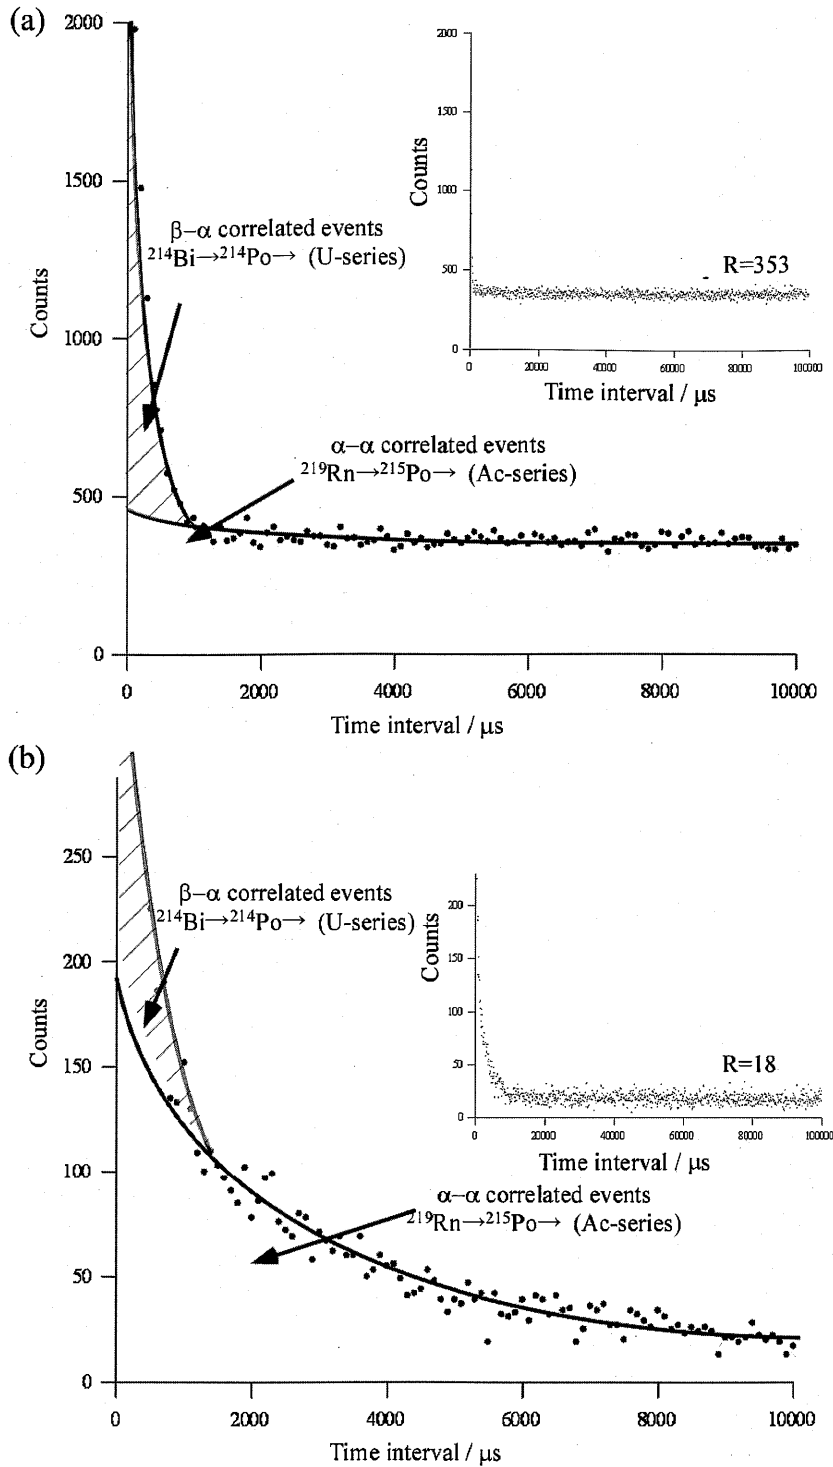 (a)
2000
1500
1000
500
0
Counts
0
2000
4000
6000
8000
10000
Time interval / μs
β−α correlated events
²¹⁴Bi→²¹⁴Po→ (U-series)
α−α correlated events
²¹⁹Rn→²¹⁵Po→ (Ac-series)
2000
1500
1000
500
0
Counts
R=353
0
20000
40000
60000
80000
100000
Time interval / μs
(b)
250
200
150
100
50
0
Counts
0
2000
4000
6000
8000
10000
Time interval / μs
β−α correlated events
²¹⁴Bi→²¹⁴Po→ (U-series)
α−α correlated events
²¹⁹Rn→²¹⁵Po→ (Ac-series)
200
150
100
50
0
Counts
R=18
0
20000
40000
60000
80000
100000
Time interval / μs